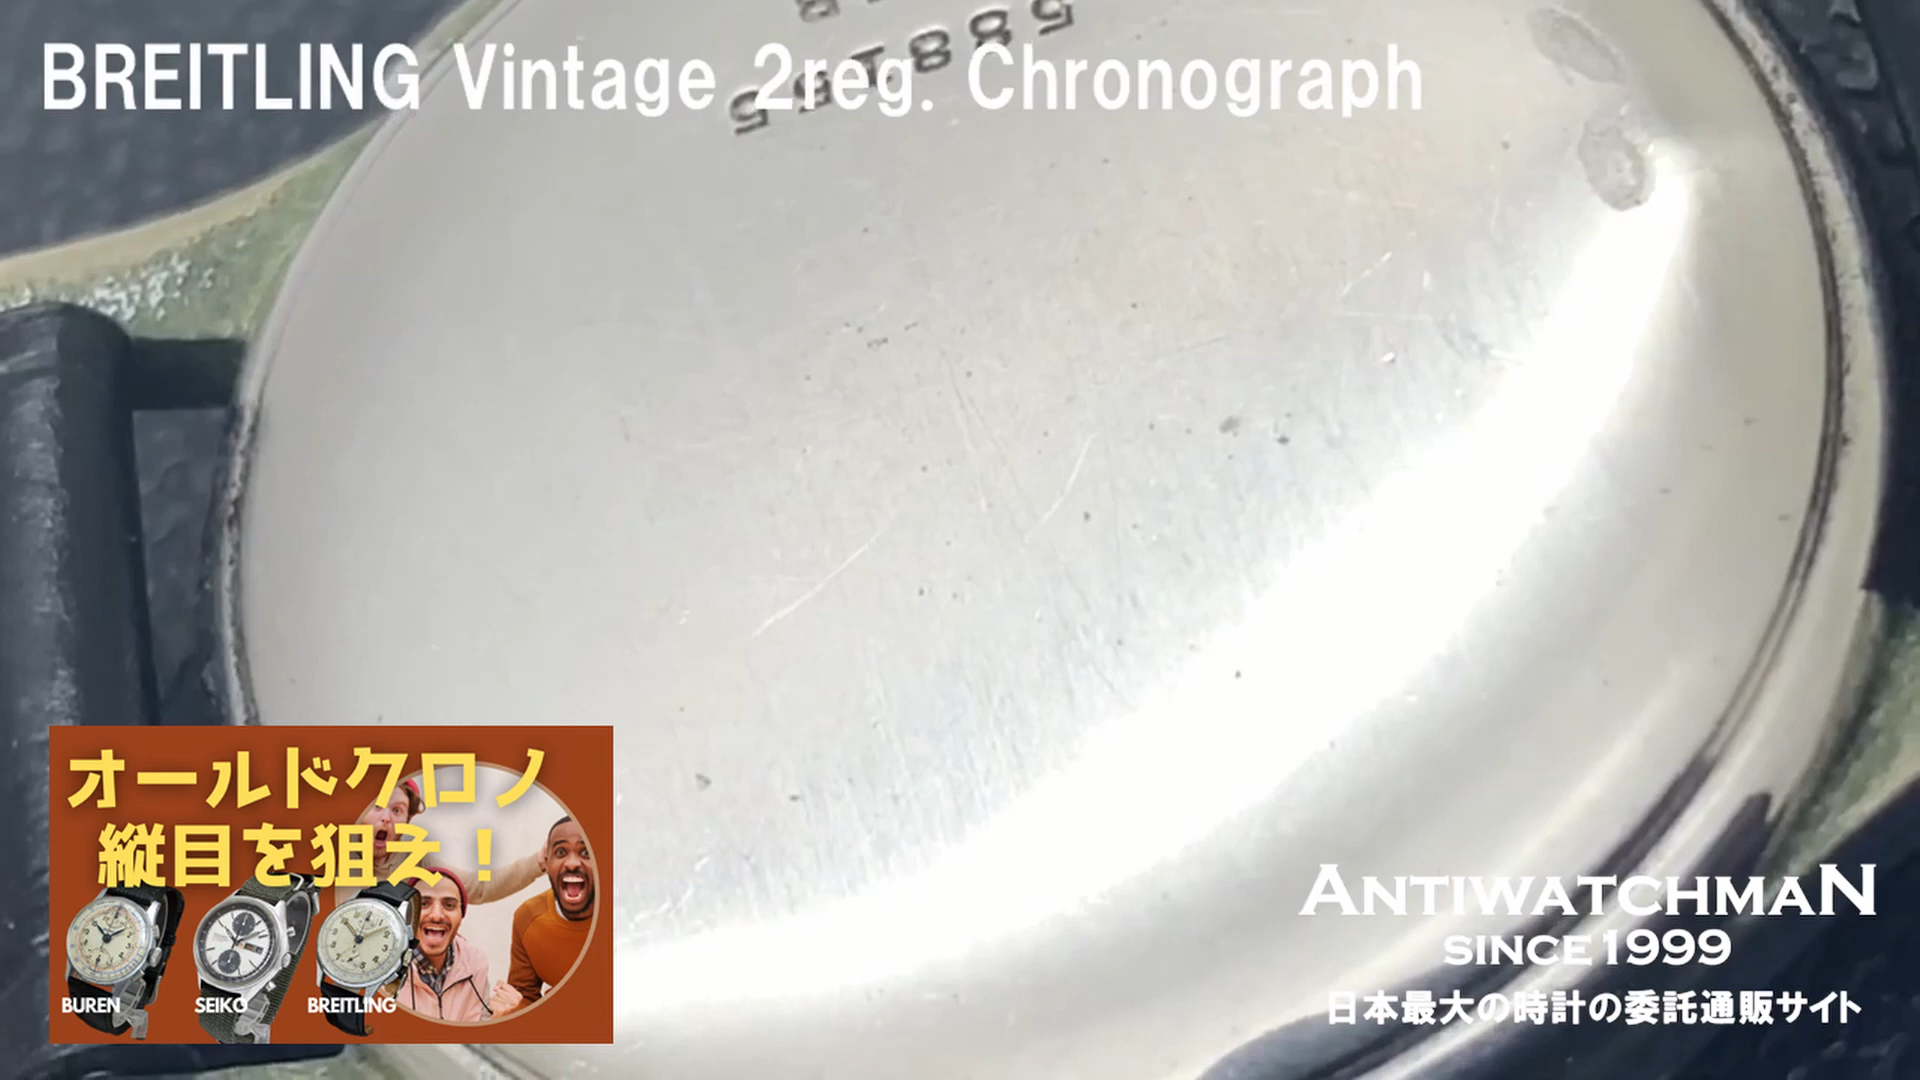 BREITLING Vintage 2reg. Chronograph
オールドクロノ
縦目を狙え!
BUREN
SEIKO
BREITLING
ANTIWATCHMAN
SINCE 1999
日本最大の時計の委託通販サイト